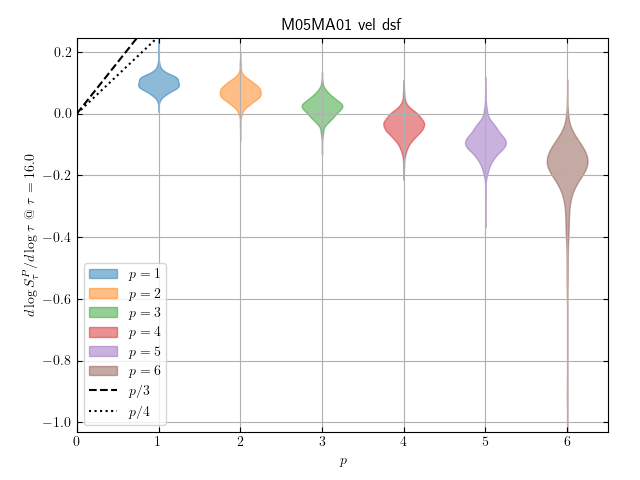 M05MA01 vel dsf
0.2
0.0
−0.2
−0.4
−0.6
−0.8
−1.0
d log S_τ^P / d log τ @ τ = 16.0
p = 1
p = 2
p = 3
p = 4
p = 5
p = 6
p/3
p/4
0 1 2 3 4 5 6
p